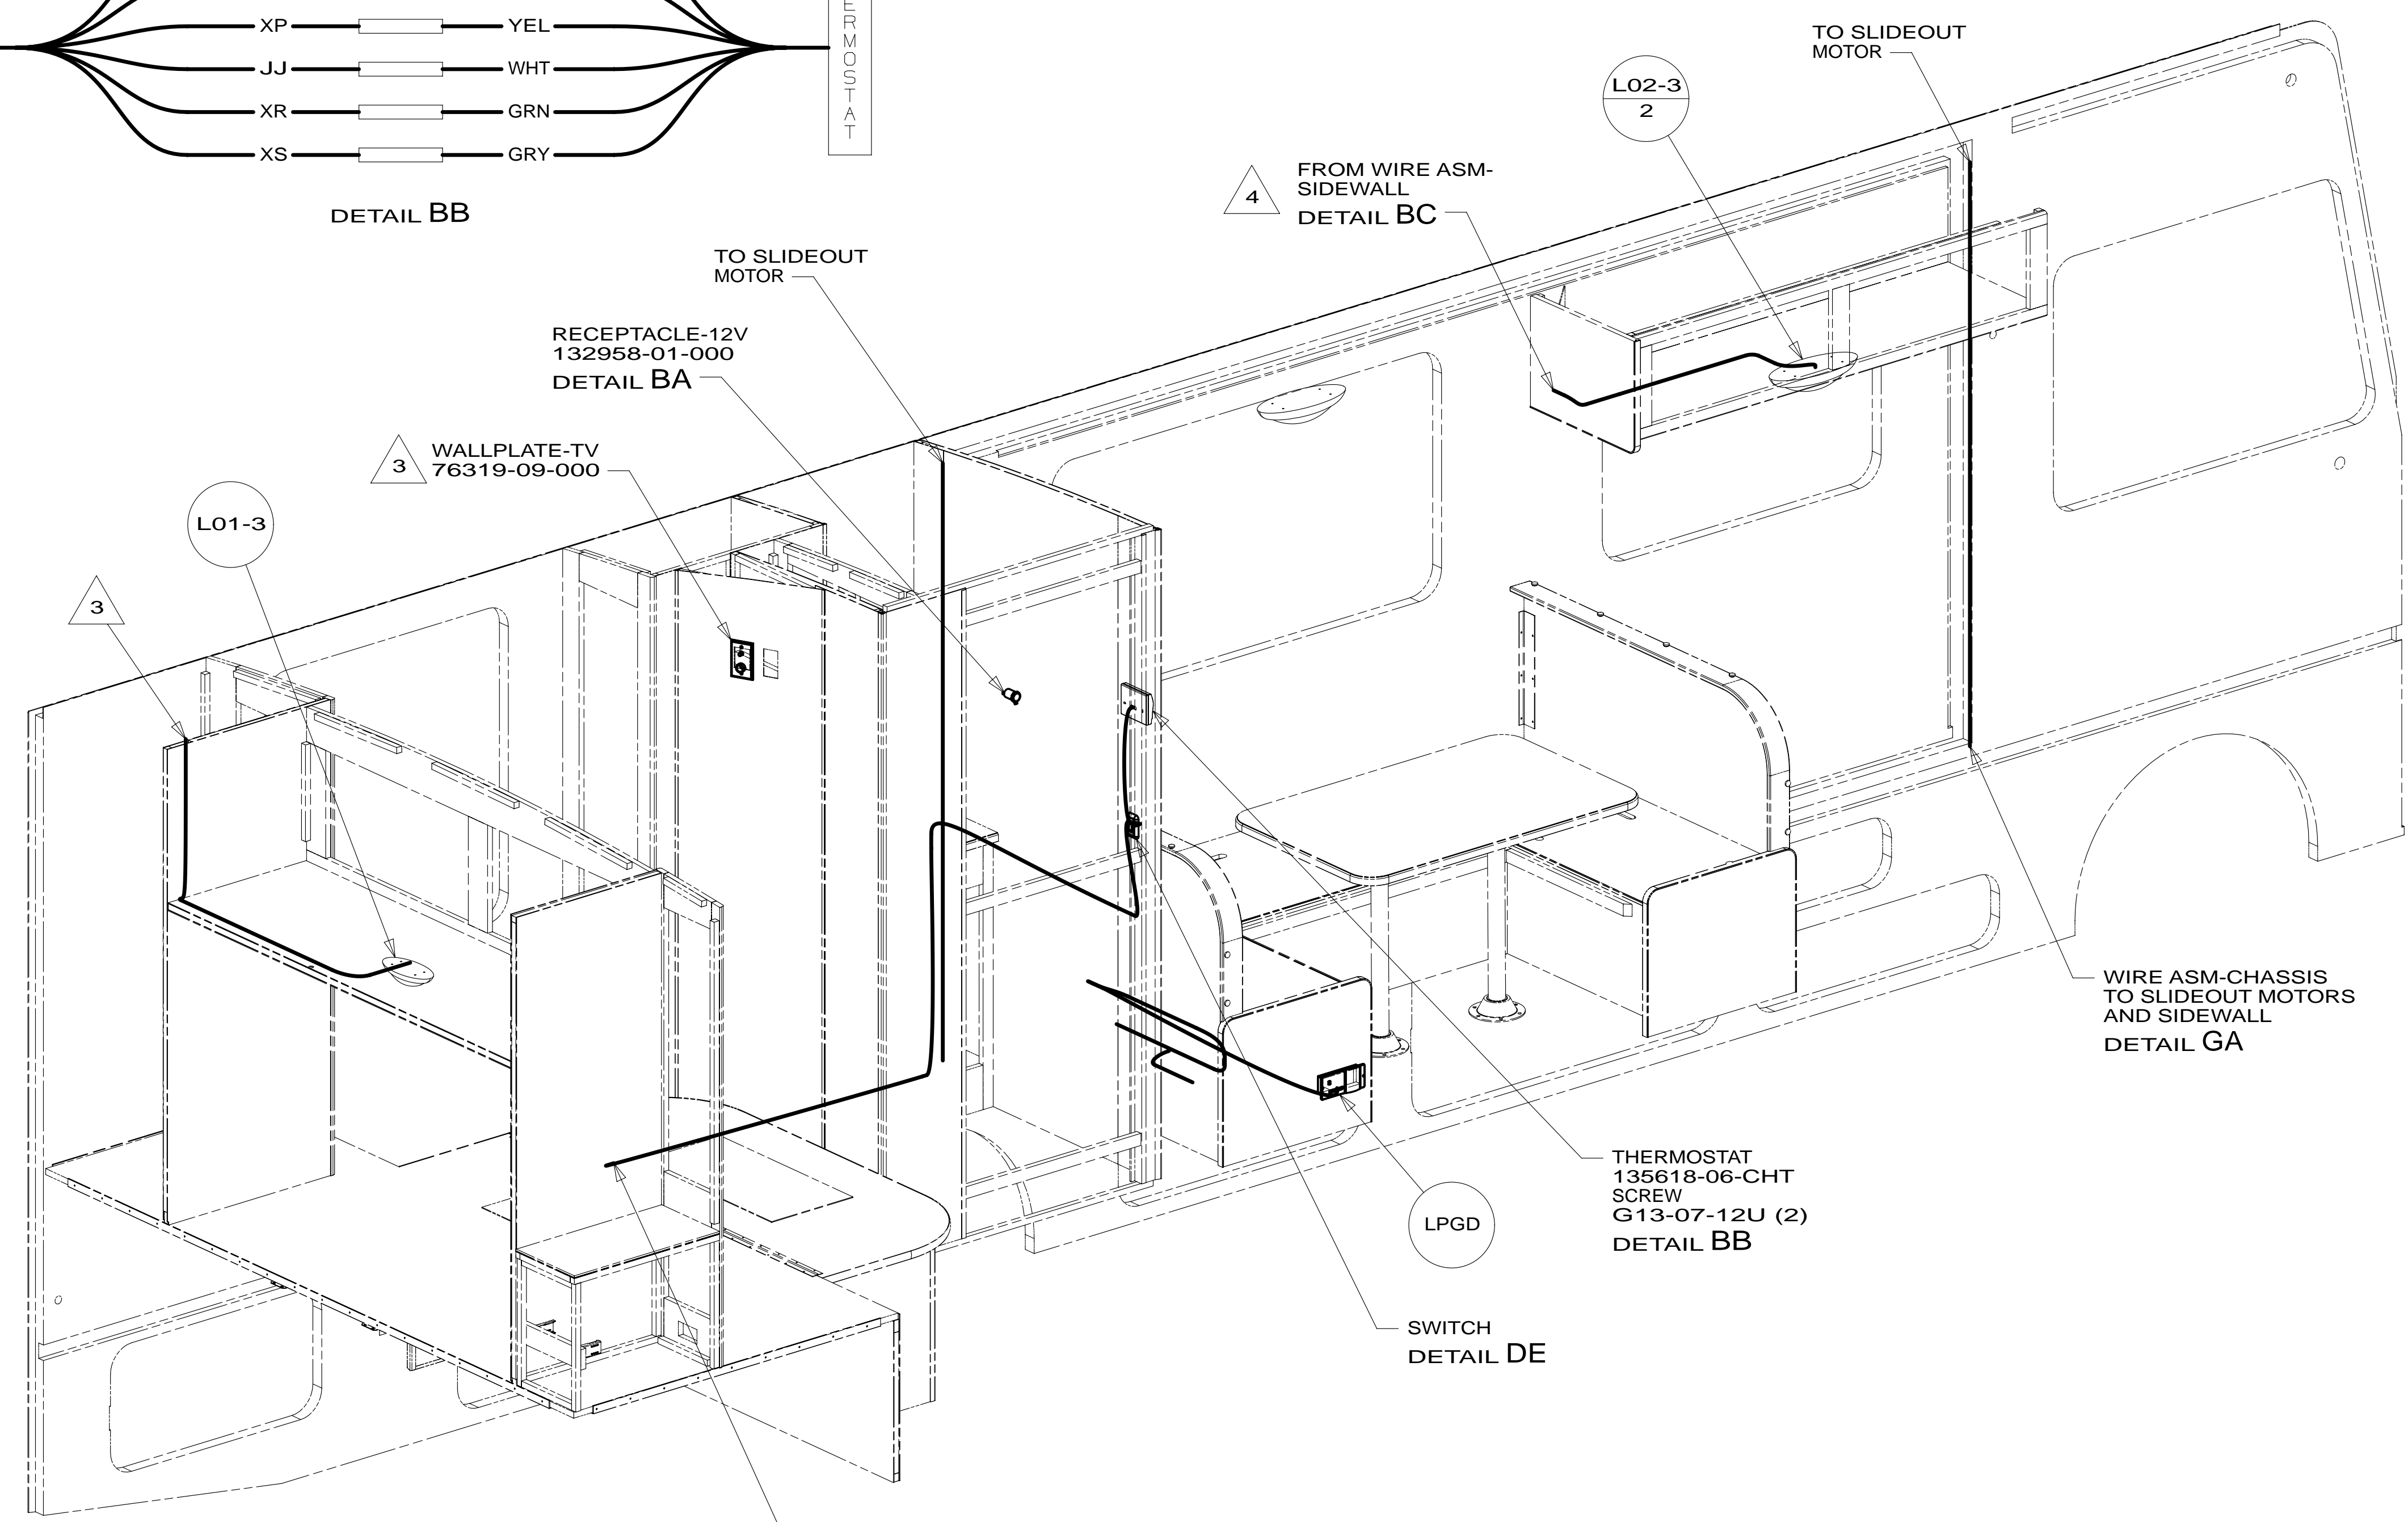 XP YEL
JJ WHT
XR GRN
XS GRY
ERMOSTAT
DETAIL BB
TO SLIDEOUT
MOTOR
L02-3
2
4
FROM WIRE ASM-
SIDEWALL
DETAIL BC
TO SLIDEOUT
MOTOR
RECEPTACLE-12V
132958-01-000
DETAIL BA
3
WALLPLATE-TV
76319-09-000
L01-3
3
WIRE ASM-CHASSIS
TO SLIDEOUT MOTORS
AND SIDEWALL
DETAIL GA
THERMOSTAT
135618-06-CHT
SCREW
G13-07-12U (2)
DETAIL BB
LPGD
SWITCH
DETAIL DE